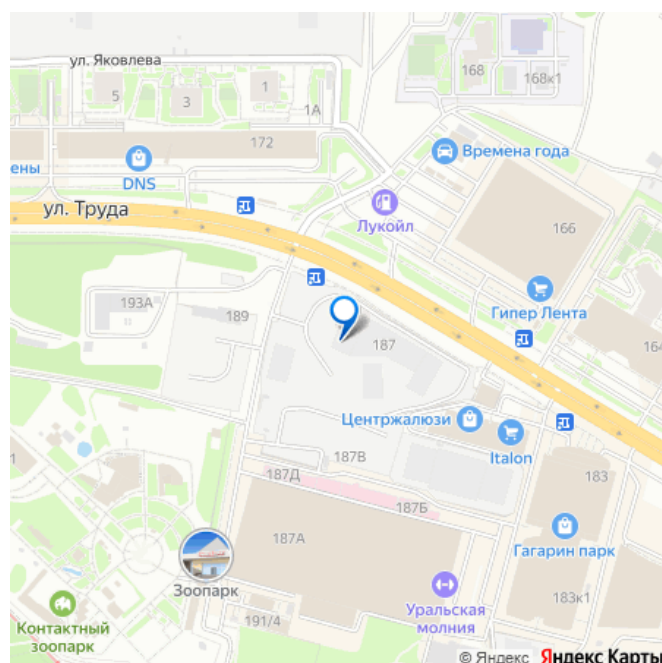 ул. Яковлева
168
168к1
5
3
1
1А
172
ены
DNS
Времена года
ул. Труда
Лукойл
166
193А
189
Гипер Лента
187
164
Центржалюзи
Italon
187В
187Д
183
187Б
187А
Гагарин парк
Зоопарк
Уральская
молния
183к1
Контактный
зоопарк
191/4
© Яндекс Яндекс Карты